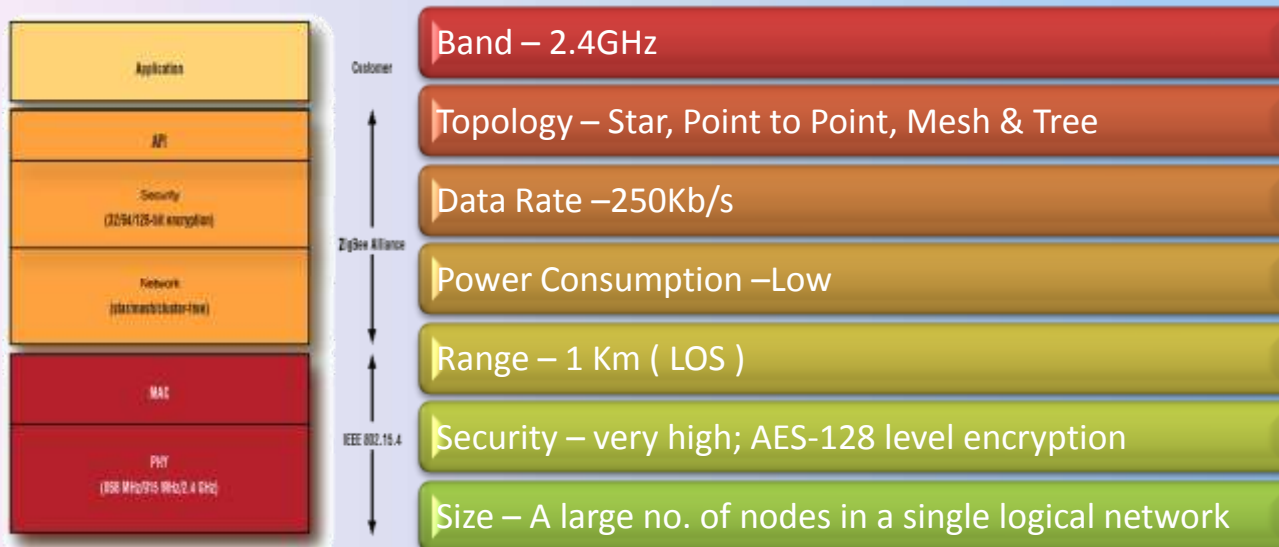 Application
API
Security
(32/64/128-bit encryption)
Network
(star/mesh/cluster-tree)
MAC
PHY
(868 MHz/915 MHz/2.4 GHz)
Customer
ZigBee Alliance
IEEE 802.15.4
Band – 2.4GHz
Topology – Star, Point to Point, Mesh & Tree
Data Rate –250Kb/s
Power Consumption –Low
Range – 1 Km ( LOS )
Security – very high; AES-128 level encryption
Size – A large no. of nodes in a single logical network